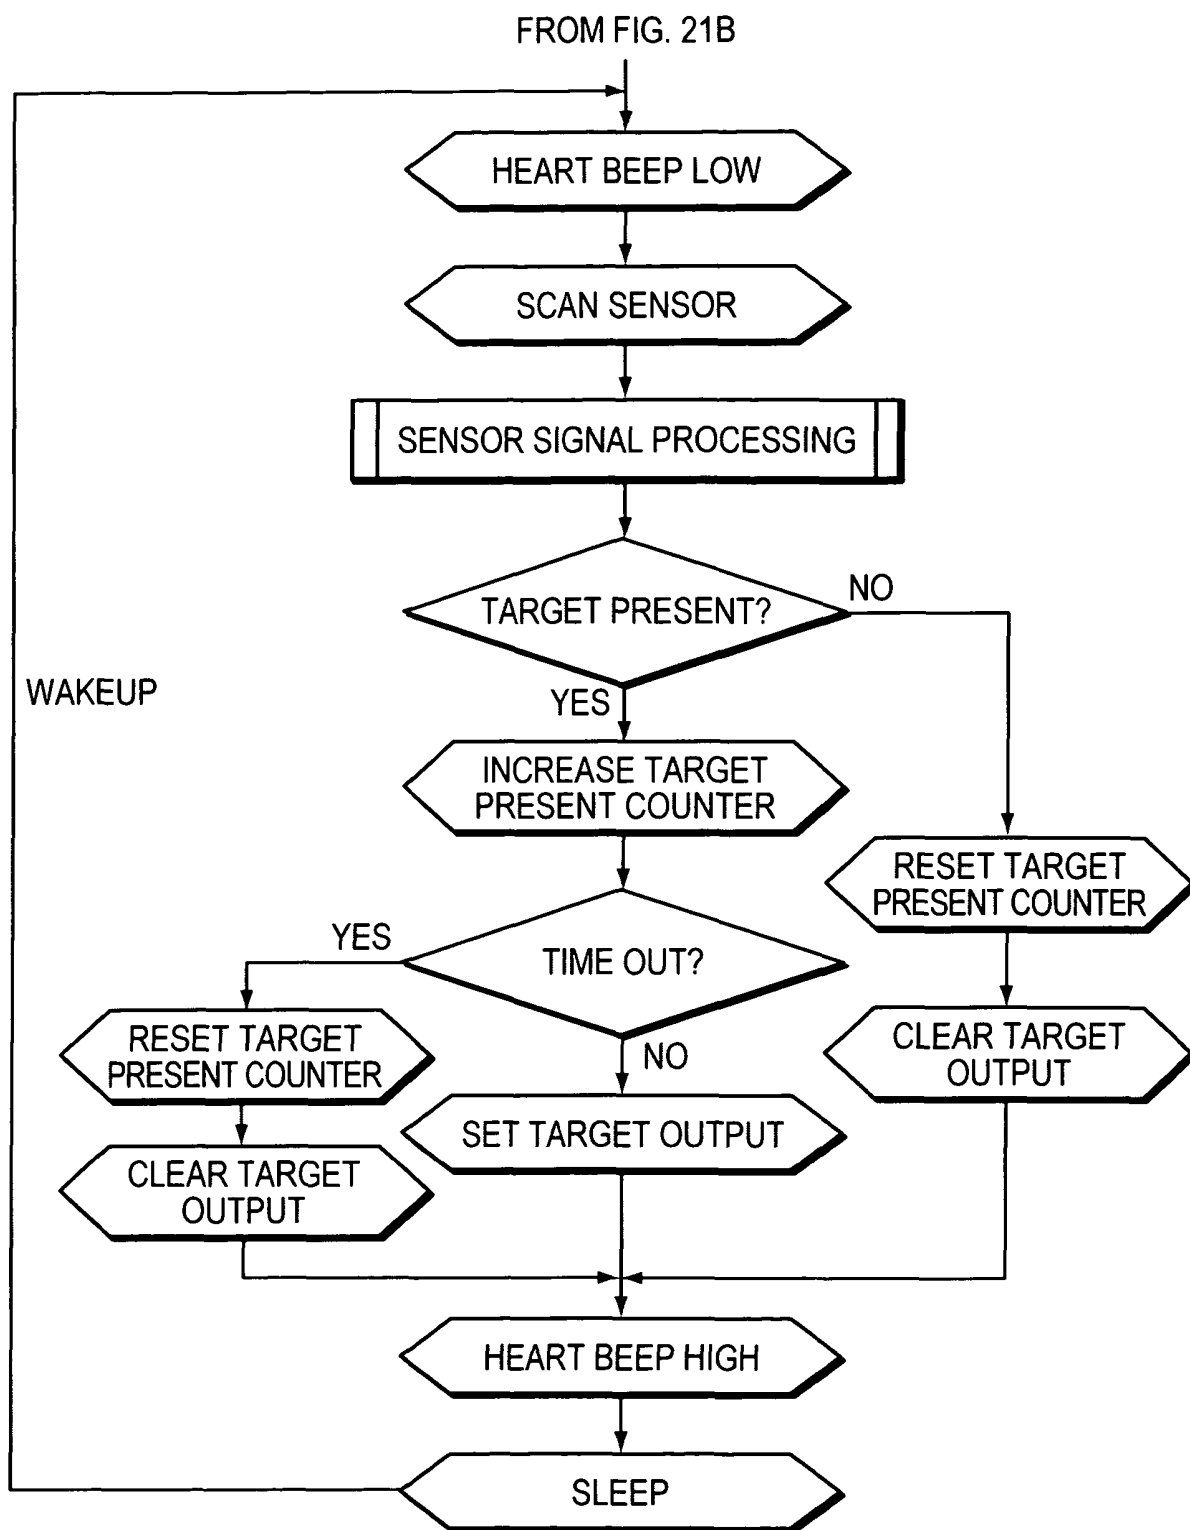 FROM FIG. 21B
HEART BEEP LOW
SCAN SENSOR
SENSOR SIGNAL PROCESSING
TARGET PRESENT?
NO
WAKEUP
YES
INCREASE TARGET
PRESENT COUNTER
RESET TARGET
PRESENT COUNTER
YES
TIME OUT?
RESET TARGET
PRESENT COUNTER
NO
CLEAR TARGET
OUTPUT
SET TARGET OUTPUT
CLEAR TARGET
OUTPUT
HEART BEEP HIGH
SLEEP